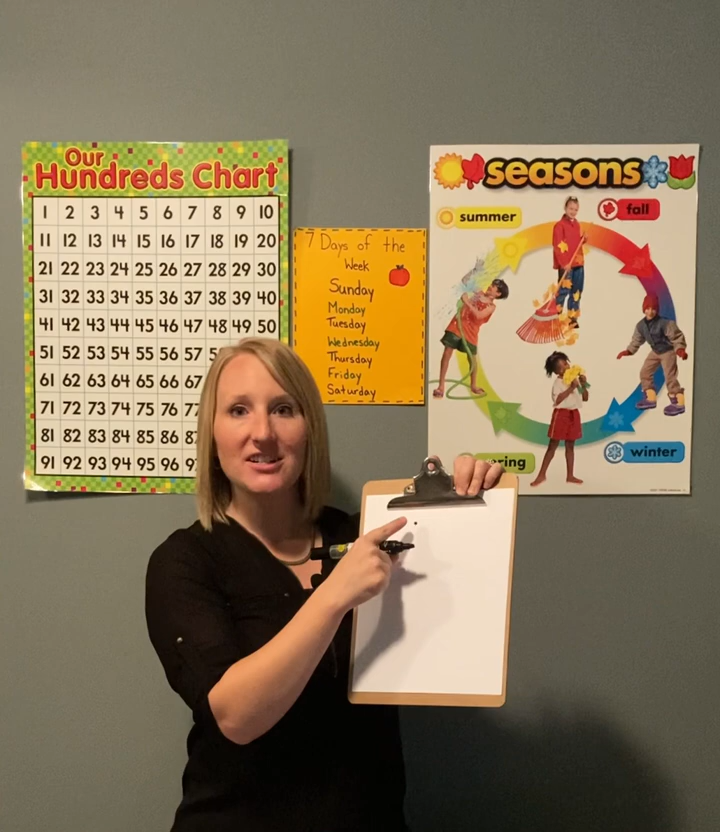 Our
Hundreds Chart
1 2 3 4 5 6 7 8 9 10
11 12 13 14 15 16 17 18 19 20
21 22 23 24 25 26 27 28 29 30
31 32 33 34 35 36 37 38 39 40
41 42 43 44 45 46 47 48 49 50
51 52 53 54 55 56 57
61 62 63 64 65 66 67
71 72 73 74 75 76
81 82 83 84 85 86
91 92 93 94 95 96
7 Days of the
Week
Sunday
Monday
Tuesday
Wednesday
Thursday
Friday
Saturday
seasons
summer
fall
ring
winter